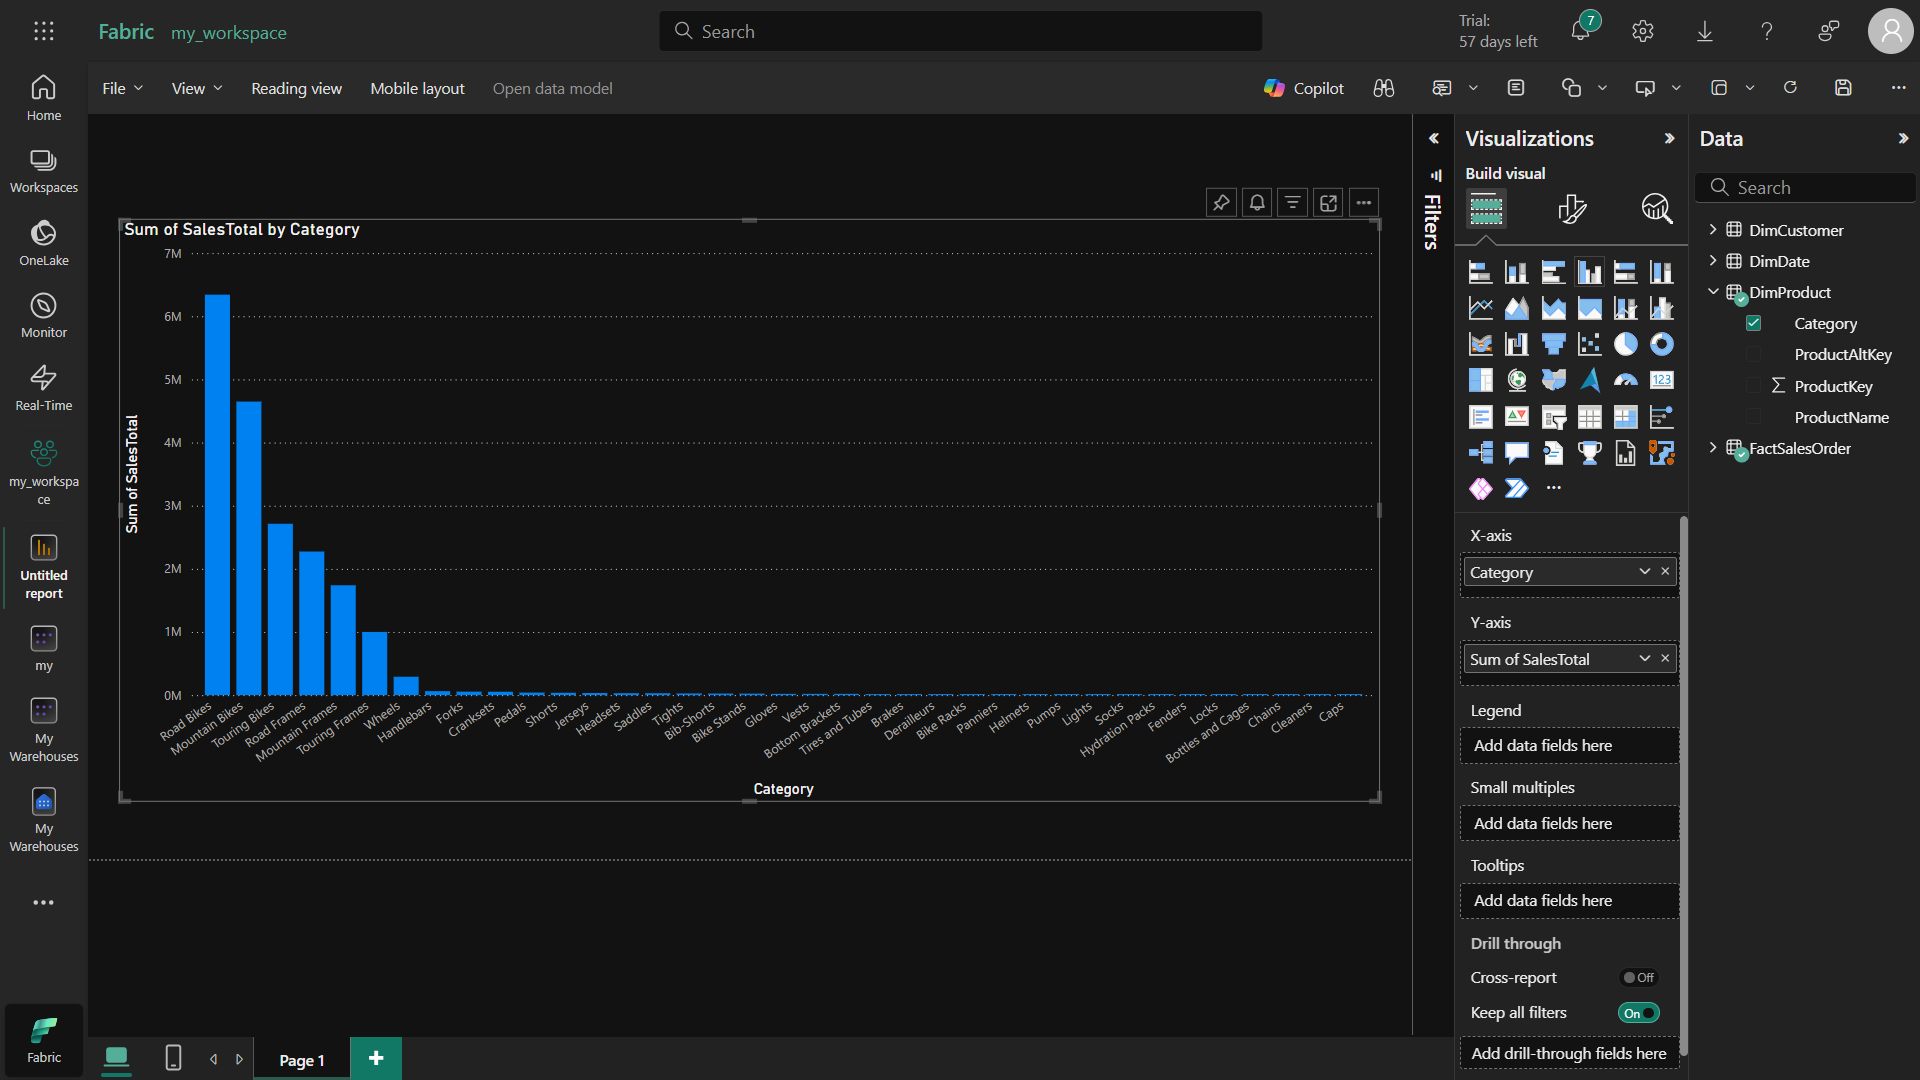 Fabric my_workspace
Search
Trial:
57 days left
7
File
View
Reading view
Mobile layout
Open data model
Copilot
Home
Workspaces
OneLake
Monitor
Real-Time
my_workspa
ce
Untitled
report
my
My
Warehouses
My
Warehouses
Fabric
Sum of SalesTotal by Category
7M
6M
5M
4M
3M
2M
1M
0M
Sum of SalesTotal
Road Bikes
Mountain Bikes
Touring Bikes
Road Frames
Mountain Frames
Touring Frames
Wheels
Handlebars
Forks
Cranksets
Pedals
Shorts
Jerseys
Headsets
Saddles
Tights
Bib-Shorts
Bike Stands
Gloves
Vests
Bottom Brackets
Tires and Tubes
Brakes
Derailleurs
Bike Racks
Panniers
Helmets
Pumps
Lights
Socks
Hydration Packs
Fenders
Locks
Bottles and Cages
Chains
Cleaners
Caps
Category
Page 1
Filters
Visualizations
Build visual
123
X-axis
Category
Y-axis
Sum of SalesTotal
Legend
Add data fields here
Small multiples
Add data fields here
Tooltips
Add data fields here
Drill through
Cross-report
Off
Keep all filters
On
Add drill-through fields here
Data
Search
DimCustomer
DimDate
DimProduct
Category
ProductAltKey
ProductKey
ProductName
FactSalesOrder